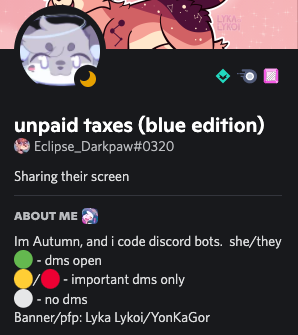 LYKA
LYKOI
unpaid taxes (blue edition)
Eclipse_Darkpaw#0320
Sharing their screen
ABOUT ME
Im Autumn, and i code discord bots.  she/they
- dms open
/ - important dms only
- no dms
Banner/pfp: Lyka Lykoi/YonKaGor